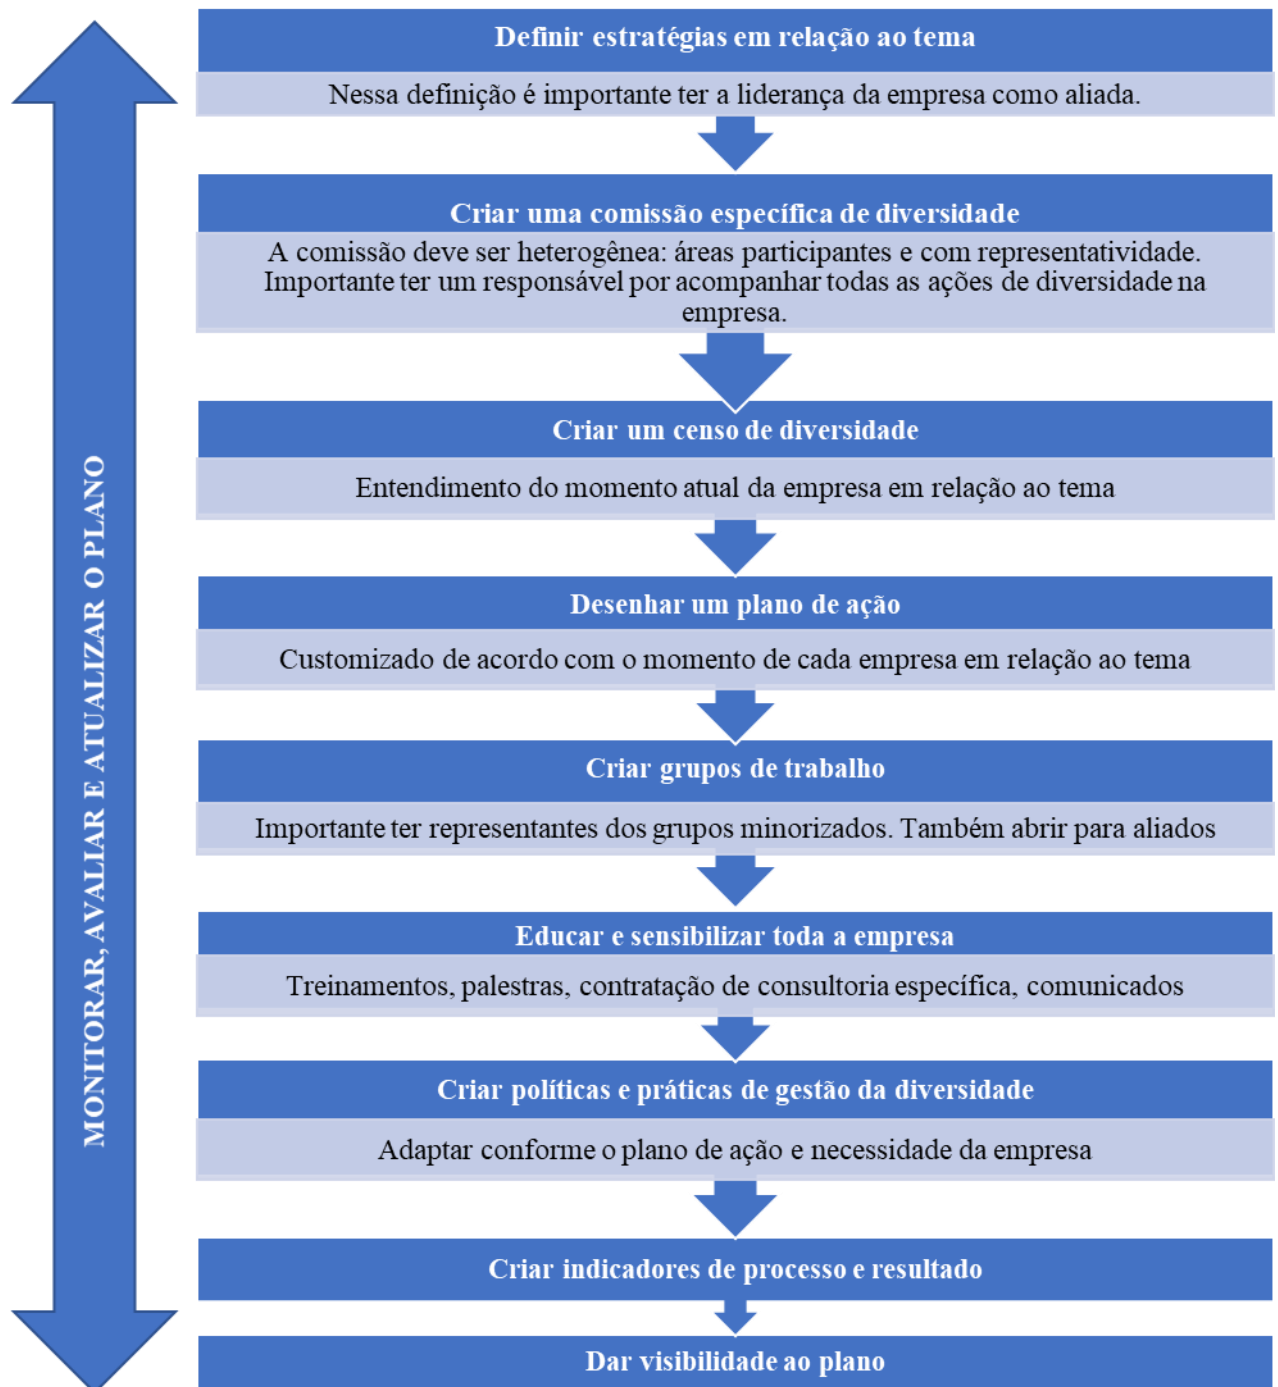 Definir estratégias em relação ao tema
Nessa definição é importante ter a liderança da empresa como aliada.
Criar uma comissão específica de diversidade
A comissão deve ser heterogênea: áreas participantes e com representatividade.
Importante ter um responsável por acompanhar todas as ações de diversidade na
empresa.
Criar um censo de diversidade
Entendimento do momento atual da empresa em relação ao tema
Desenhar um plano de ação
Customizado de acordo com o momento de cada empresa em relação ao tema
Criar grupos de trabalho
Importante ter representantes dos grupos minorizados. Também abrir para aliados
Educar e sensibilizar toda a empresa
Treinamentos, palestras, contratação de consultoria específica, comunicados
Criar políticas e práticas de gestão da diversidade
Adaptar conforme o plano de ação e necessidade da empresa
Criar indicadores de processo e resultado
Dar visibilidade ao plano
MONITORAR, AVALIAR E ATUALIZAR O PLANO